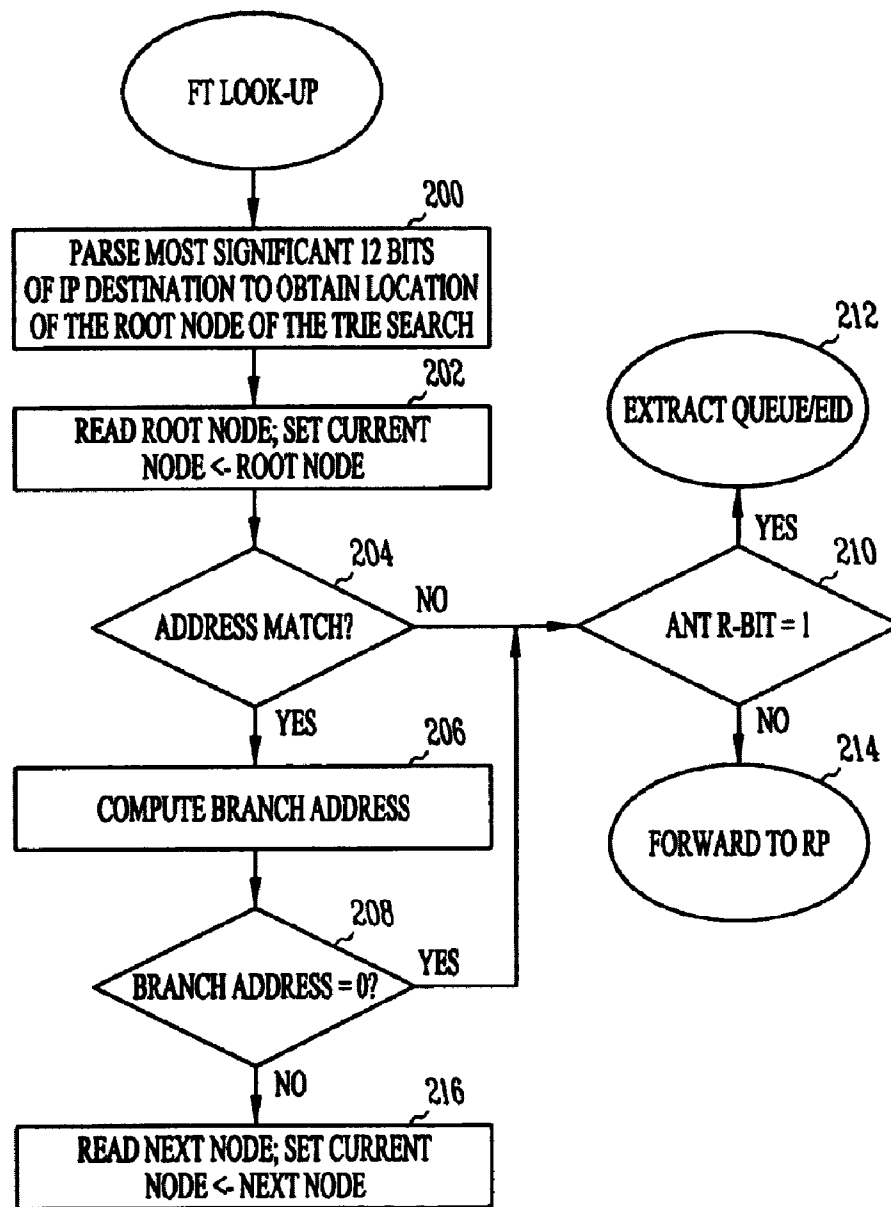 FT LOOK-UP
200
PARSE MOST SIGNIFICANT 12 BITS
OF IP DESTINATION TO OBTAIN LOCATION
OF THE ROOT NODE OF THE TRIE SEARCH
202
READ ROOT NODE; SET CURRENT
NODE <- ROOT NODE
204
ADDRESS MATCH?
NO
YES
206
COMPUTE BRANCH ADDRESS
208
BRANCH ADDRESS = 0?
YES
NO
216
READ NEXT NODE; SET CURRENT
NODE <- NEXT NODE
212
EXTRACT QUEUE/EID
YES
210
ANT R-BIT = 1
NO
214
FORWARD TO RP